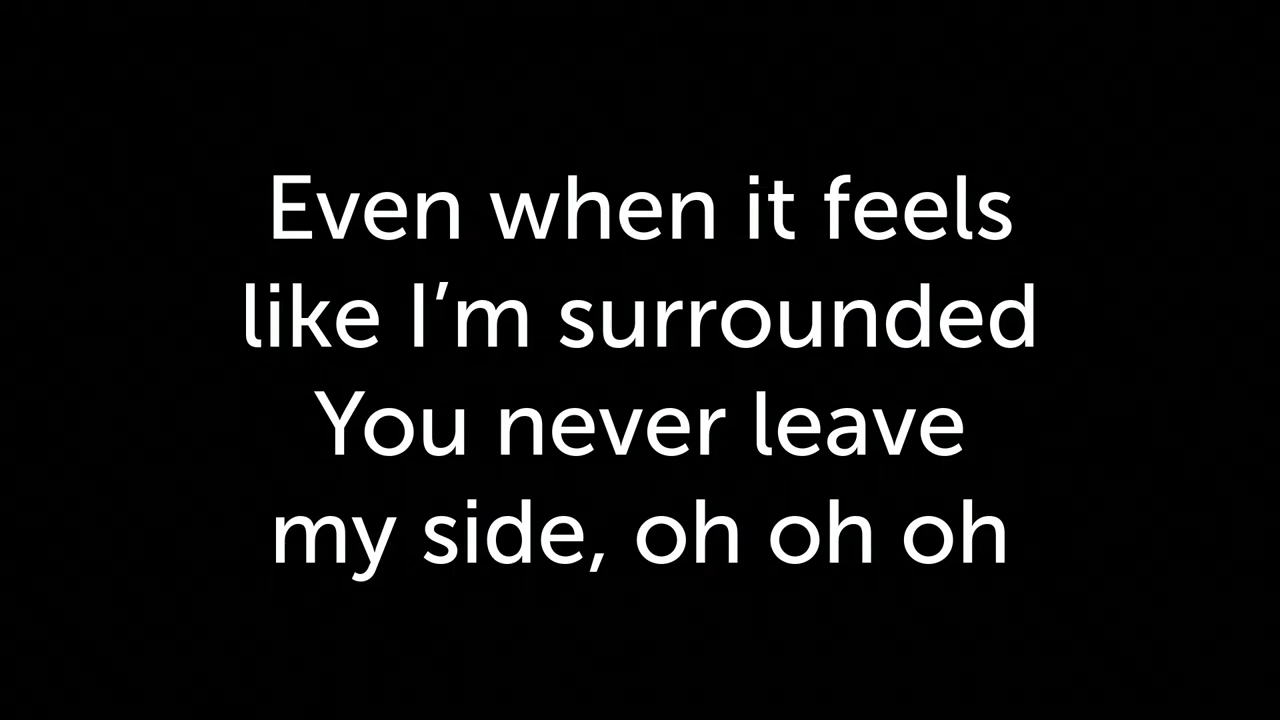 Even when it feels
like I’m surrounded
You never leave
my side, oh oh oh